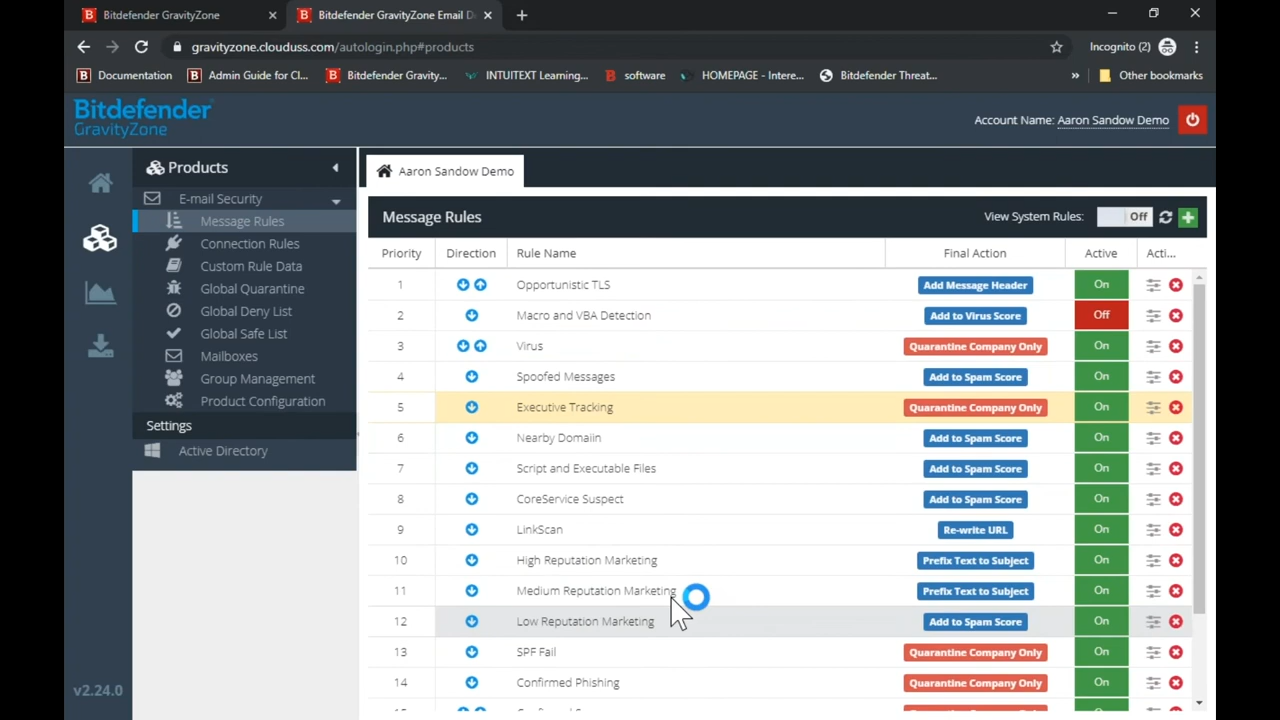 Bitdefender GravityZone
Bitdefender GravityZone Email D
gravityzone.clouduss.com/autologin.php#products
Incognito (2)
Documentation
Admin Guide for Cl...
Bitdefender Gravity...
INTUITEXT Learning...
software
HOMEPAGE - Intere...
Bitdefender Threat...
»
Other bookmarks
Bitdefender
GravityZone
Account Name: Aaron Sandow Demo
Products
E-mail Security
Message Rules
Connection Rules
Custom Rule Data
Global Quarantine
Global Deny List
Global Safe List
Mailboxes
Group Management
Product Configuration
Settings
Active Directory
v2.24.0
Aaron Sandow Demo
Message Rules
View System Rules: Off
Priority Direction Rule Name Final Action Active Acti...
1 Opportunistic TLS Add Message Header On
2 Macro and VBA Detection Add to Virus Score Off
3 Virus Quarantine Company Only On
4 Spoofed Messages Add to Spam Score On
5 Executive Tracking Quarantine Company Only On
6 Nearby Domaiin Add to Spam Score On
7 Script and Executable Files Add to Spam Score On
8 CoreService Suspect Add to Spam Score On
9 LinkScan Re-write URL On
10 High Reputation Marketing Prefix Text to Subject On
11 Medium Reputation Marketing Prefix Text to Subject On
12 Low Reputation Marketing Add to Spam Score On
13 SPF Fail Quarantine Company Only On
14 Confirmed Phishing Quarantine Company Only On